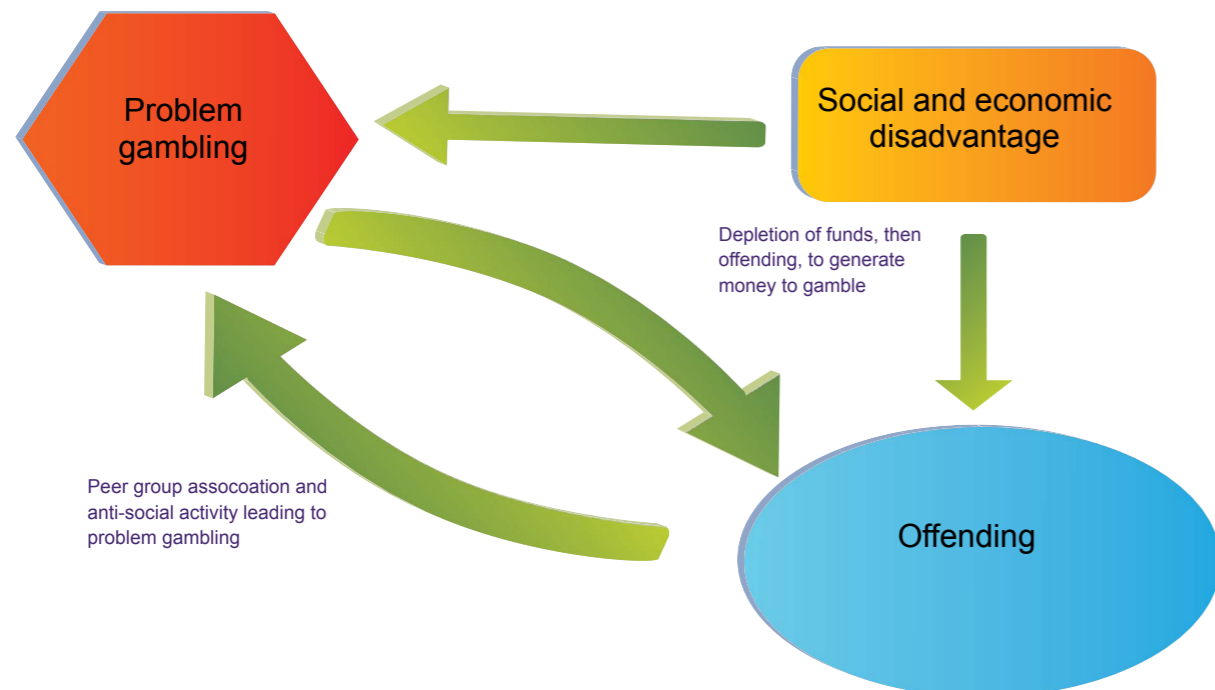 Problem
gambling
Social and economic
disadvantage
Depletion of funds, then
offending, to generate
money to gamble
Peer group assocoation and
anti-social activity leading to
problem gambling
Offending